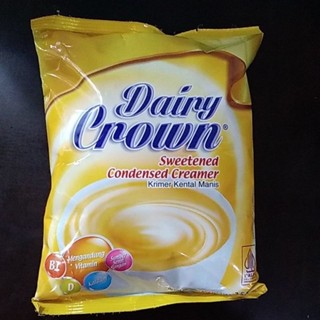 Dairy
Crown®
Sweetened
Condensed Creamer
Krimer Kental Manis
Mengandung
Vitamin
B1
D